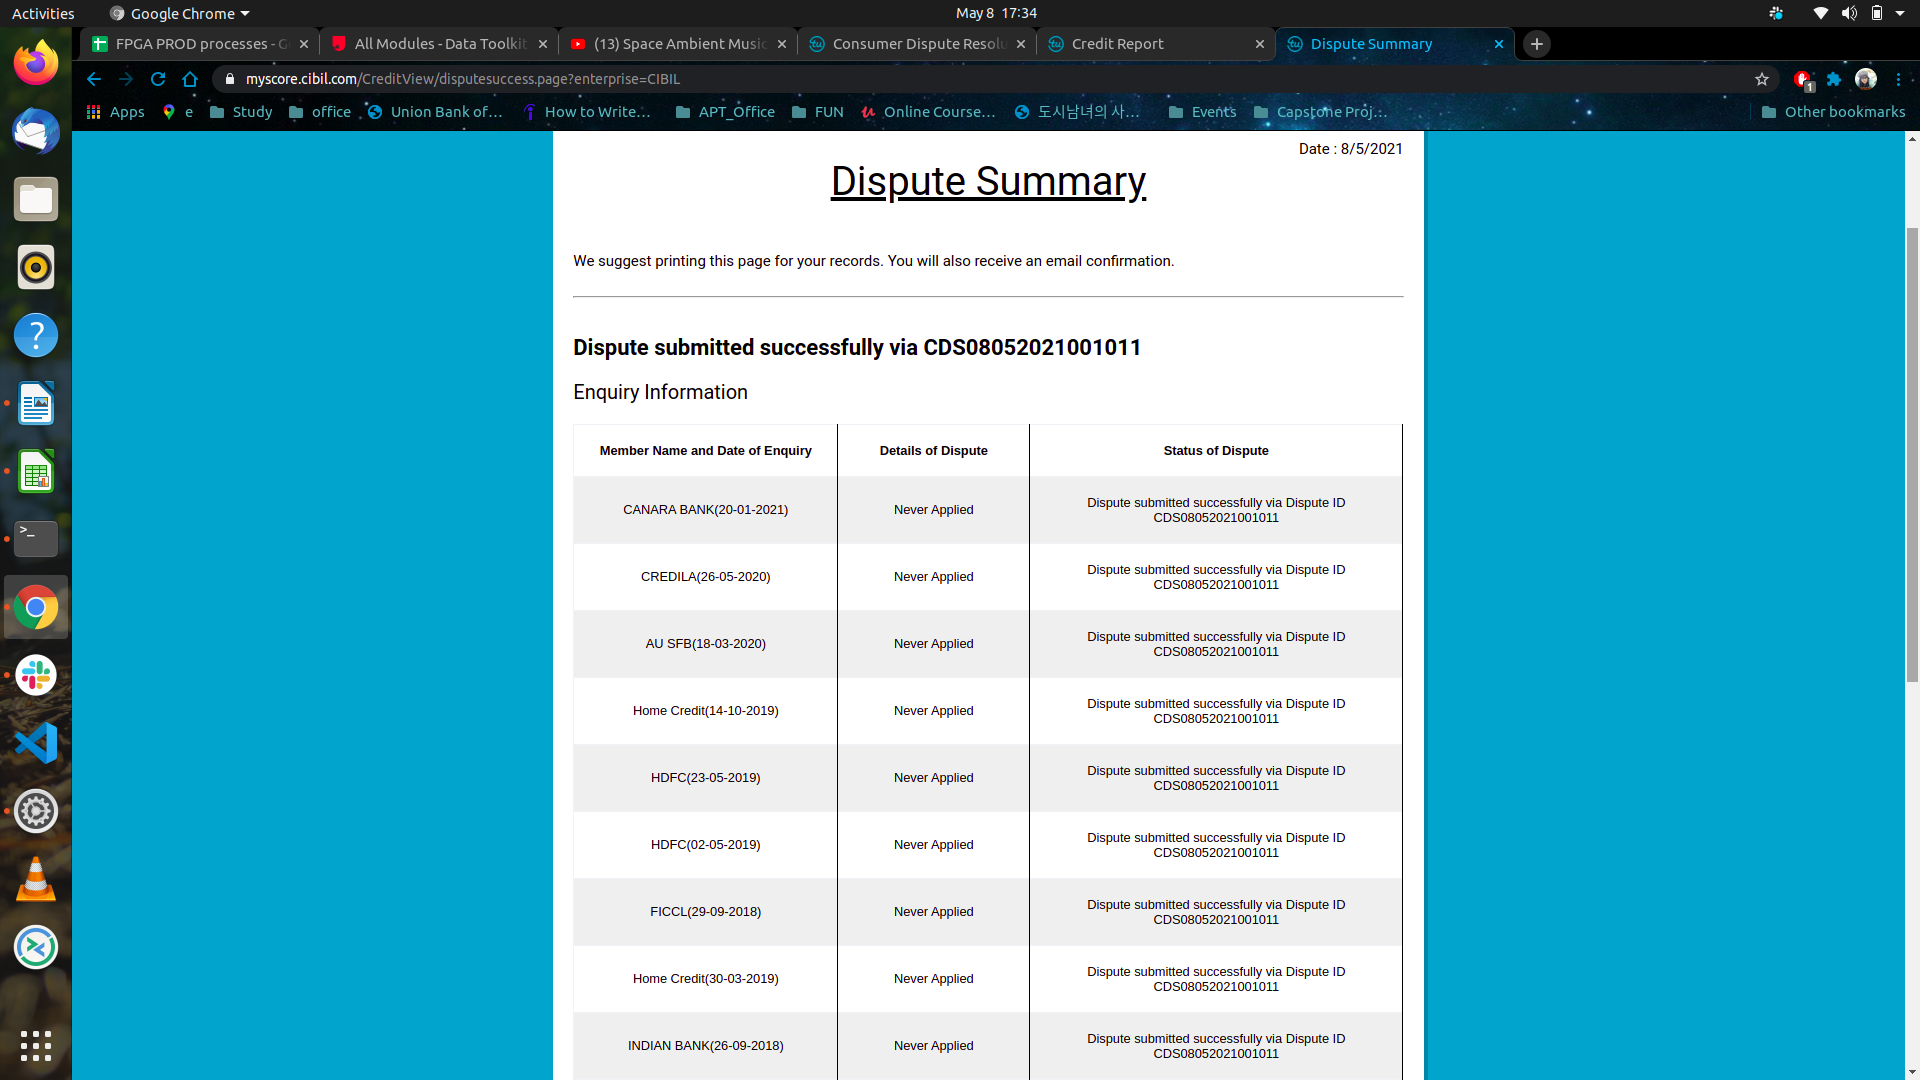 Activities
Google Chrome
May 8  17:34
FPGA PROD processes - G
All Modules - Data Toolkit
(13) Space Ambient Music
Consumer Dispute Resolu
Credit Report
Dispute Summary
myscore.cibil.com/CreditView/disputesuccess.page?enterprise=CIBIL
1
Apps
e
Study
office
Union Bank of…
How to Write…
APT_Office
FUN
Online Course…
도시남녀의 사…
Events
Capstone Proj…
Other bookmarks
Date : 8/5/2021
Dispute Summary
We suggest printing this page for your records. You will also receive an email confirmation.
Dispute submitted successfully via CDS08052021001011
Enquiry Information
Member Name and Date of Enquiry
Details of Dispute
Status of Dispute
CANARA BANK(20-01-2021)
Never Applied
Dispute submitted successfully via Dispute ID
CDS08052021001011
CREDILA(26-05-2020)
Never Applied
Dispute submitted successfully via Dispute ID
CDS08052021001011
AU SFB(18-03-2020)
Never Applied
Dispute submitted successfully via Dispute ID
CDS08052021001011
Home Credit(14-10-2019)
Never Applied
Dispute submitted successfully via Dispute ID
CDS08052021001011
HDFC(23-05-2019)
Never Applied
Dispute submitted successfully via Dispute ID
CDS08052021001011
HDFC(02-05-2019)
Never Applied
Dispute submitted successfully via Dispute ID
CDS08052021001011
FICCL(29-09-2018)
Never Applied
Dispute submitted successfully via Dispute ID
CDS08052021001011
Home Credit(30-03-2019)
Never Applied
Dispute submitted successfully via Dispute ID
CDS08052021001011
INDIAN BANK(26-09-2018)
Never Applied
Dispute submitted successfully via Dispute ID
CDS08052021001011